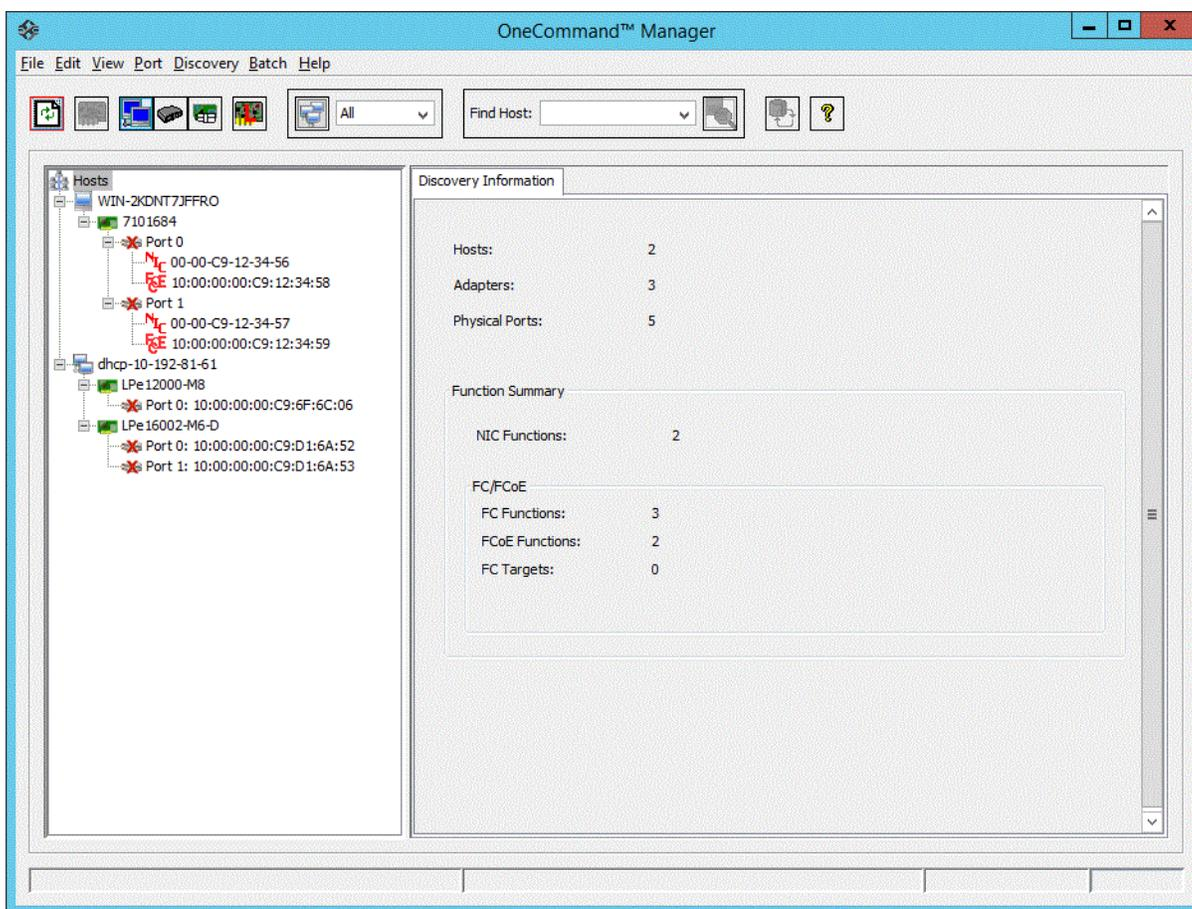 OneCommand™ Manager
File Edit View Port Discovery Batch Help
All
Find Host:
Hosts
WIN-2KDNT7JFFRO
7101684
Port 0
NIC 00-00-C9-12-34-56
FCoE 10:00:00:00:C9:12:34:58
Port 1
NIC 00-00-C9-12-34-57
FCoE 10:00:00:00:C9:12:34:59
dhcp-10-192-81-61
LPe12000-M8
Port 0: 10:00:00:00:C9:6F:6C:06
LPe16002-M6-D
Port 0: 10:00:00:00:C9:D1:6A:52
Port 1: 10:00:00:00:C9:D1:6A:53
Discovery Information
Hosts: 2
Adapters: 3
Physical Ports: 5
Function Summary
NIC Functions: 2
FC/FCoE
FC Functions: 3
FCoE Functions: 2
FC Targets: 0